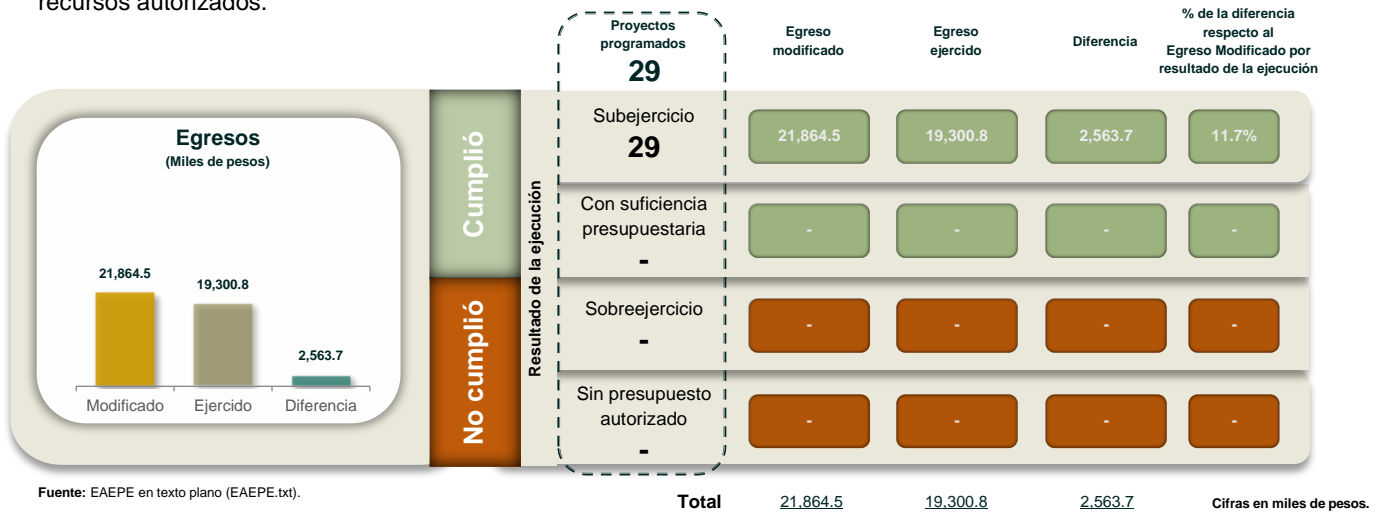 recursos autorizados.
Proyectos
programados
29
Egreso
modificado
Egreso
ejercido
Diferencia
% de la diferencia
respecto al
Egreso Modificado por
resultado de la ejecución
Egresos
(Miles de pesos)
21,864.5
19,300.8
2,563.7
Modificado
Ejercido
Diferencia
Cumplió
No cumplió
Resultado de la ejecución
Subejercicio
29
21,864.5
19,300.8
2,563.7
11.7%
Con suficiencia
presupuestaria
-
-
-
-
-
Sobreejercicio
-
-
-
-
-
Sin presupuesto
autorizado
-
-
-
-
-
Fuente: EAEPE en texto plano (EAEPE.txt).
Total 21,864.5 19,300.8 2,563.7 Cifras en miles de pesos.